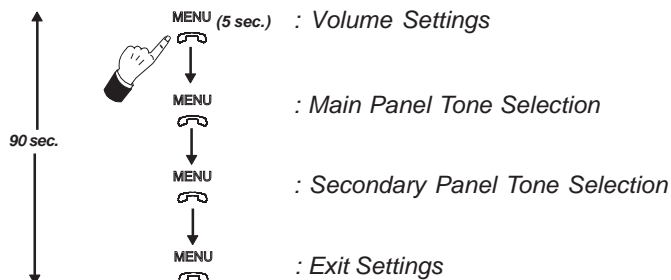 MENU (5 sec.) : Volume Settings
MENU : Main Panel Tone Selection
90 sec.
MENU : Secondary Panel Tone Selection
MENU : Exit Settings